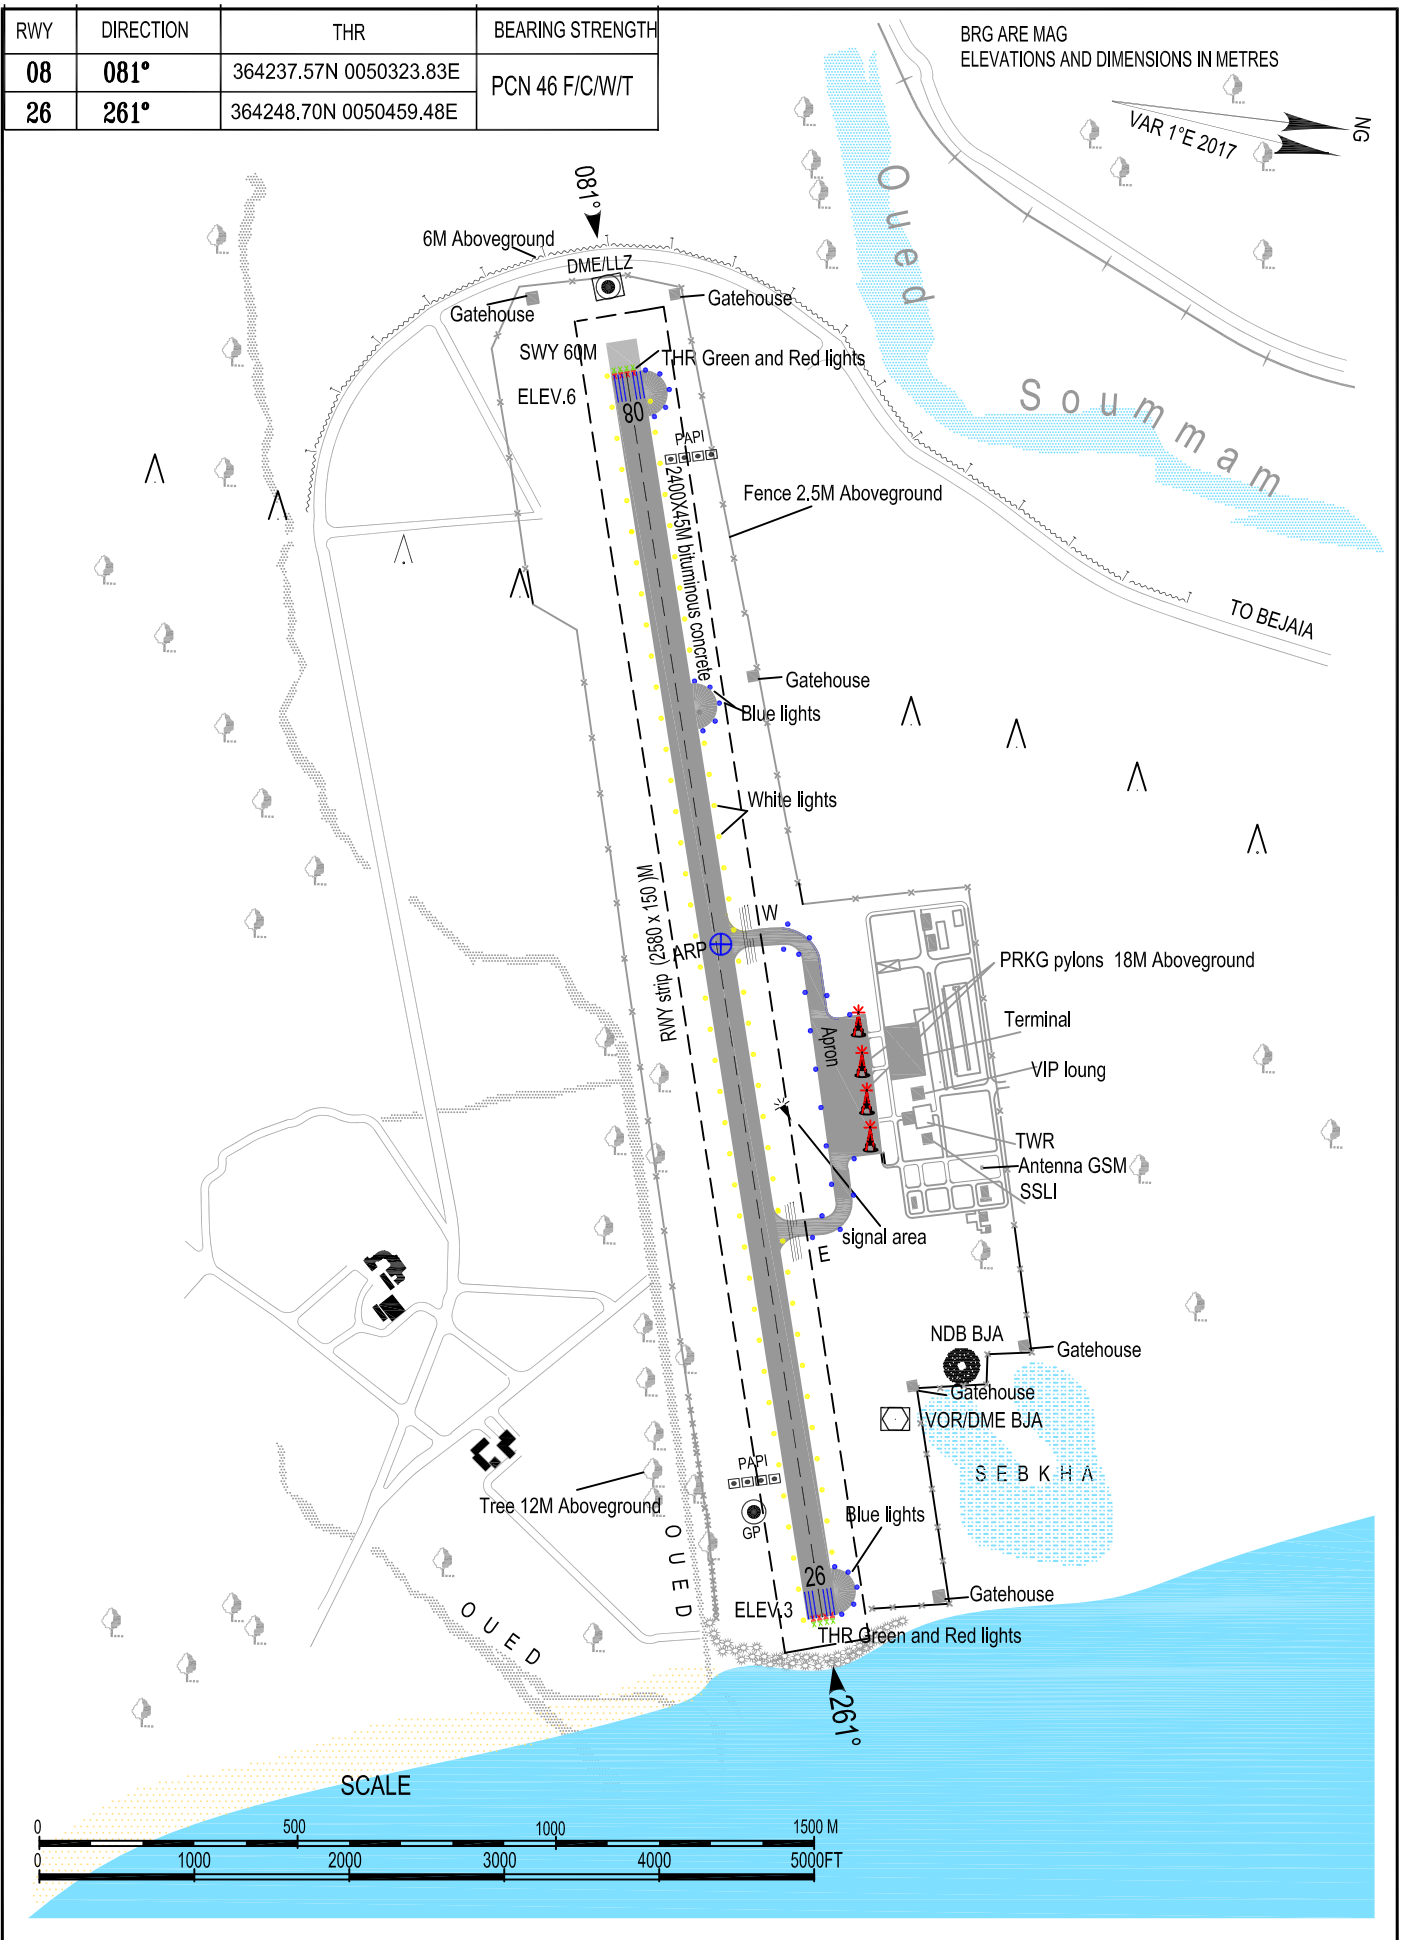 RWY DIRECTION THR BEARING STRENGTH
08 081° 364237.57N 0050323.83E PCN 46 F/C/W/T
26 261° 364248.70N 0050459.48E
BRG ARE MAG
ELEVATIONS AND DIMENSIONS IN METRES
VAR 1°E 2017
NG
Oued
Soummam
081°
6M Aboveground
DME/LLZ
Gatehouse
Gatehouse
SWY 60M
THR Green and Red lights
ELEV.6
80
PAPI
2400X45M bituminous concrete
Fence 2.5M Aboveground
TO BEJAIA
Gatehouse
Blue lights
White lights
RWY strip (2580 x 150 )M
W
ARP
PRKG pylons 18M Aboveground
Apron
Terminal
VIP loung
TWR
Antenna GSM
SSLI
signal area
E
NDB BJA
Gatehouse
Gatehouse
VOR/DME BJA
SEBKHA
PAPI
Tree 12M Aboveground
GP
Blue lights
OUED
OUED
26
ELEV.3
Gatehouse
THR Green and Red lights
261°
SCALE
0 500 1000 1500 M
0 1000 2000 3000 4000 5000FT